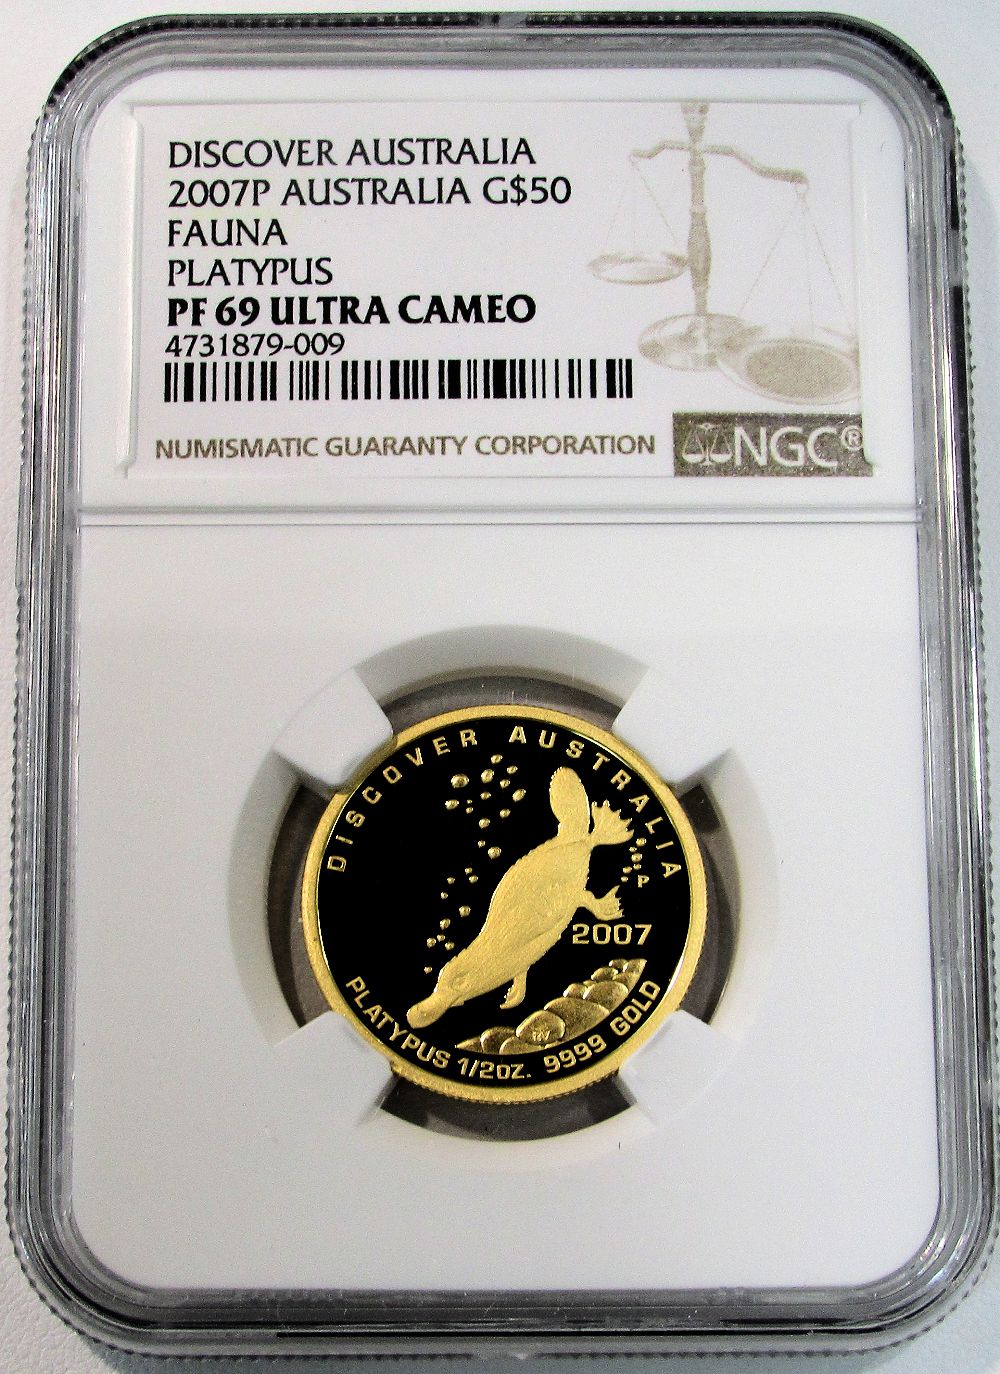 DISCOVER AUSTRALIA
2007P AUSTRALIA G$50
FAUNA
PLATYPUS
PF 69 ULTRA CAMEO
4731879-009
NUMISMATIC GUARANTY CORPORATION
NGC®
DISCOVER AUSTRALIA
P
2007
PLATYPUS 1/2OZ. 9999 GOLD